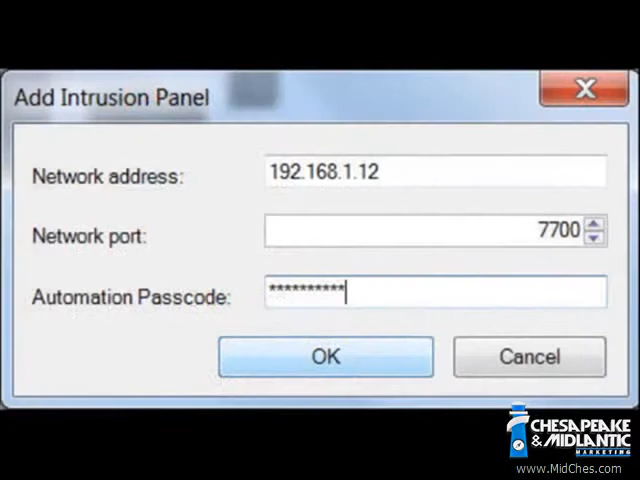 Add Intrusion Panel
Network address: 192.168.1.12
Network port: 7700
Automation Passcode: **********
OK Cancel
CHESAPEAKE
& MIDLANTIC
MARKETING
www.MidChes.com